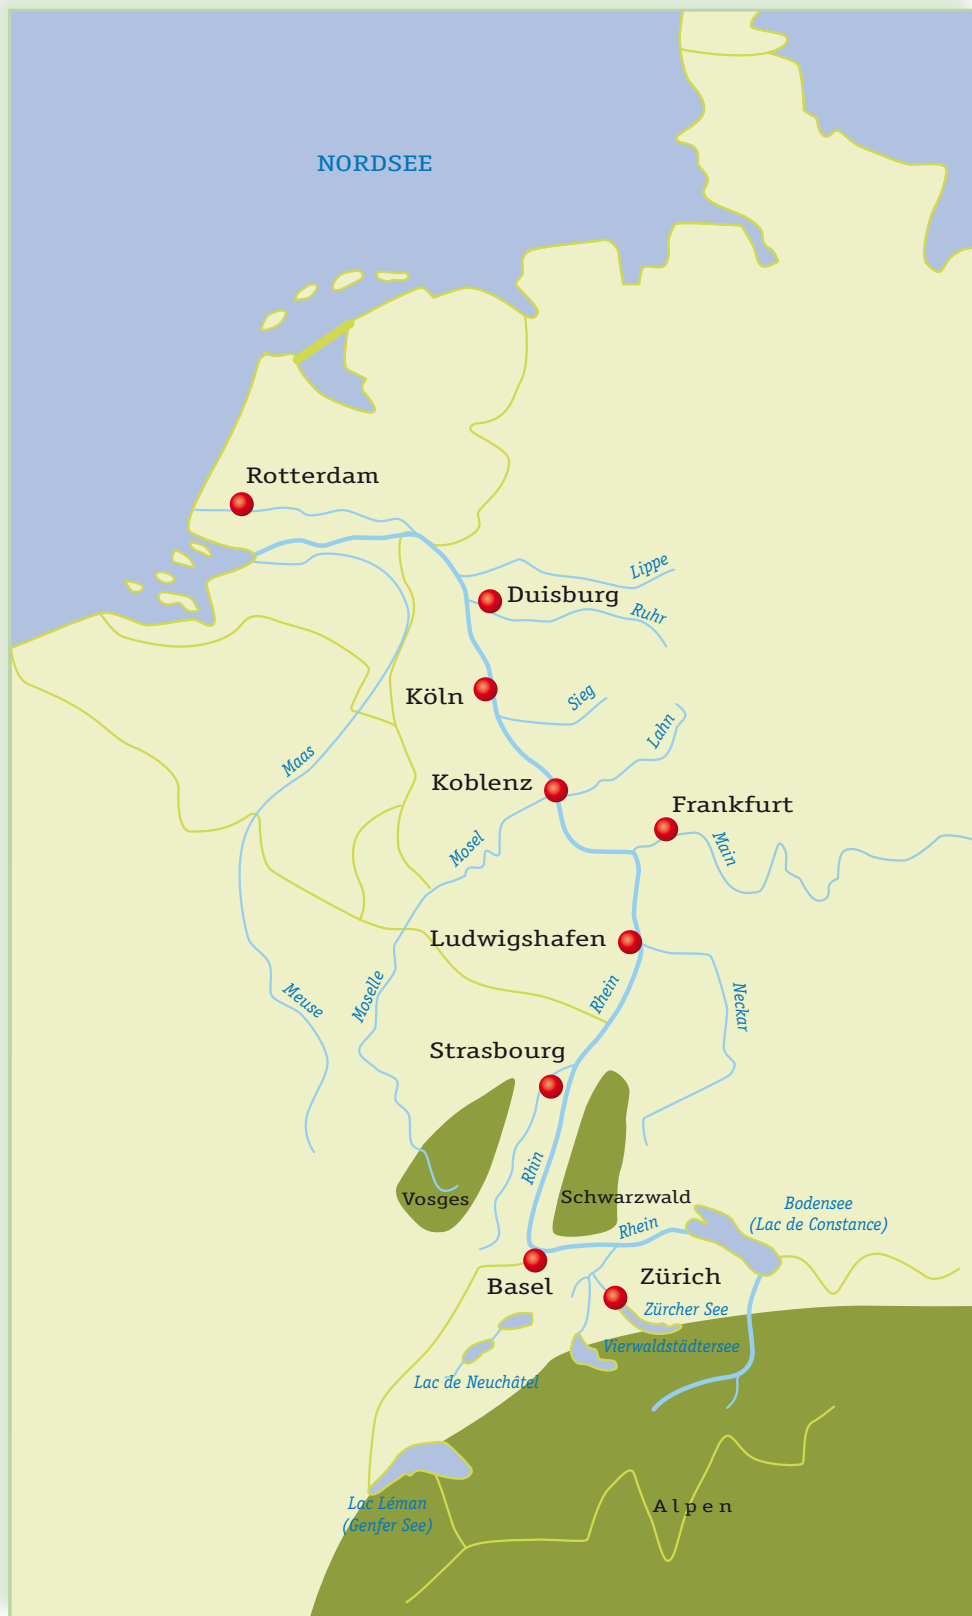 NORDSEE
Rotterdam
Lippe
Duisburg
Ruhr
Köln
Sieg
Lahn
Maas
Koblenz
Frankfurt
Mosel
Main
Ludwigshafen
Rhein
Meuse
Moselle
Neckar
Strasbourg
Rhin
Vosges
Schwarzwald
Bodensee
(Lac de Constance)
Rhein
Basel
Zürich
Zürcher See
Vierwaldstädtersee
Lac de Neuchâtel
Lac Léman
(Genfer See)
Alpen